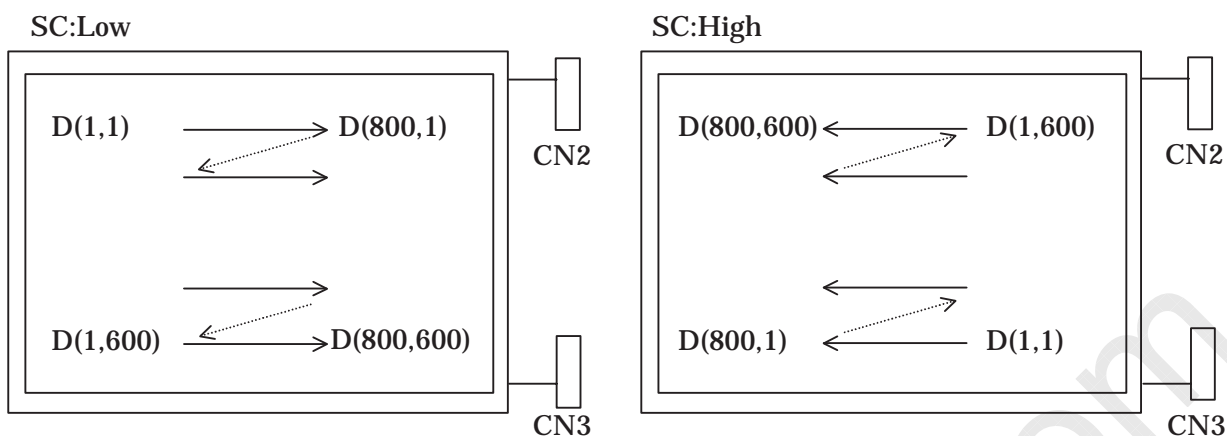 SC:Low
D(1,1) D(800,1)
CN2
D(1,600) D(800,600)
CN3
SC:High
D(800,600) D(1,600)
CN2
D(800,1) D(1,1)
CN3